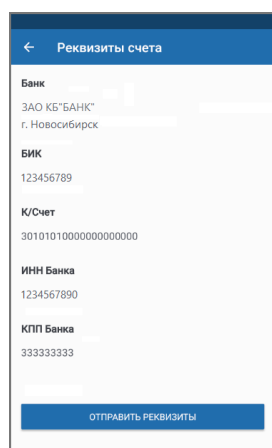 Реквизиты счета
Банк
ЗАО КБ"БАНК"
г. Новосибирск
БИК
123456789
К/Счет
30101010000000000000
ИНН Банка
1234567890
КПП Банка
333333333
ОТПРАВИТЬ РЕКВИЗИТЫ